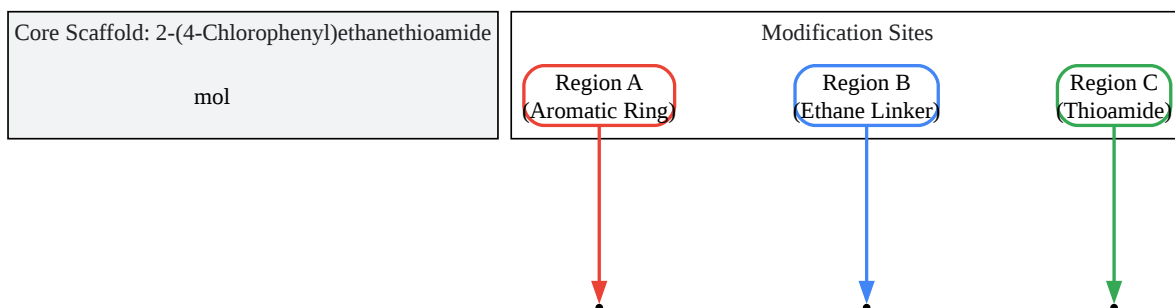 Core Scaffold: 2-(4-Chlorophenyl)ethanethioamide
mol
Modification Sites
Region A
(Aromatic Ring)
Region B
(Ethane Linker)
Region C
(Thioamide)